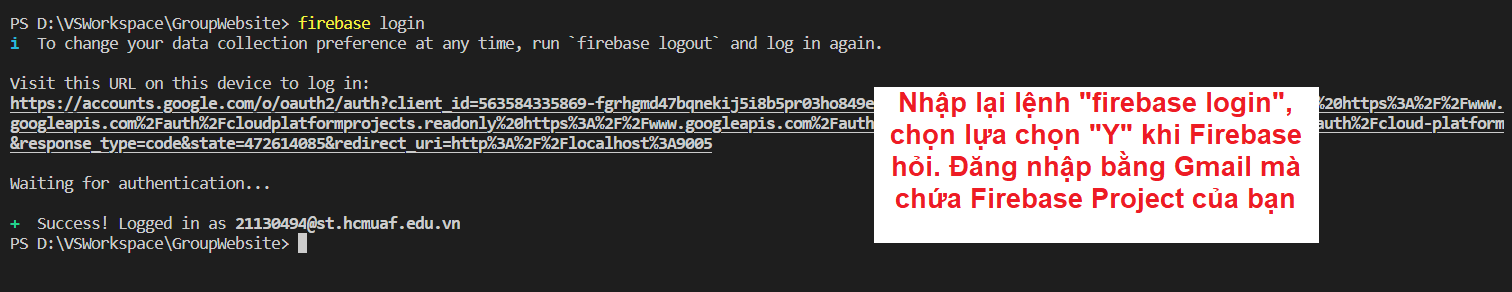 PS D:\VSWorkspace\GroupWebsite> firebase login
i To change your data collection preference at any time, run `firebase logout` and log in again.
Visit this URL on this device to log in:
https://accounts.google.com/o/oauth2/auth?client_id=563584335869-fgrhgmd47bqnekij5i8b5pr03ho849e
%20https%3A%2F%2Fwww.
googleapis.com%2Fauth%2Fcloudplatformprojects.readonly%20https%3A%2F%2Fwww.googleapis.com%2Fauth
auth%2Fcloud-platform
&response_type=code&state=472614085&redirect_uri=http%3A%2F%2Flocalhost%3A9005
Waiting for authentication...
+ Success! Logged in as 21130494@st.hcmuaf.edu.vn
PS D:\VSWorkspace\GroupWebsite>
Nhập lại lệnh "firebase login",
chọn lựa chọn "Y" khi Firebase
hỏi. Đăng nhập bằng Gmail mà
chứa Firebase Project của bạn